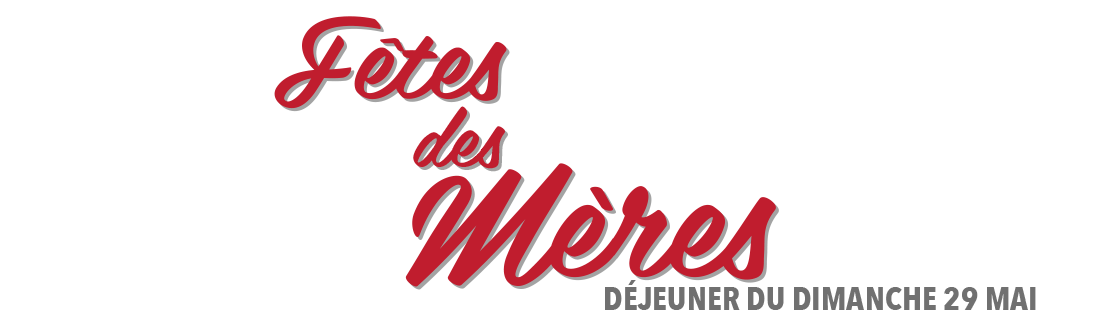 Fêtes
des
Mères
DÉJEUNER DU DIMANCHE 29 MAI